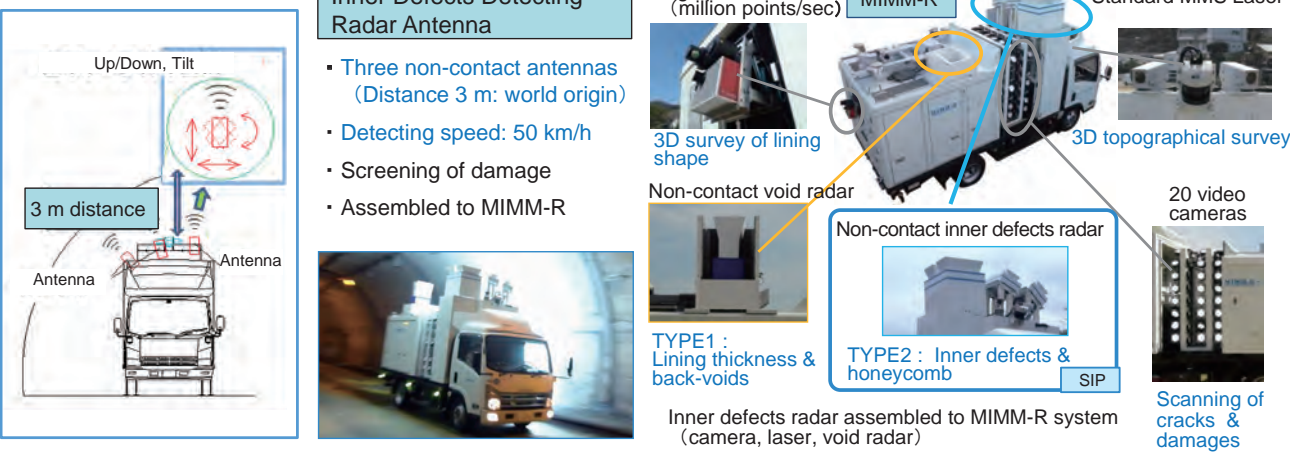 Up/Down, Tilt
3 m distance
Antenna
Antenna
Inner Defects Detecting
Radar Antenna
・Three non-contact antennas
（Distance 3 m: world origin）
・Detecting speed: 50 km/h
・Screening of damage
・Assembled to MIMM-R
（million points/sec）
MIMM-R
Standard MMS Laser
3D survey of lining
shape
3D topographical survey
Non-contact void radar
TYPE1：
Lining thickness &
back-voids
Non-contact inner defects radar
TYPE2： Inner defects &
honeycomb
SIP
20 video
cameras
Scanning of
cracks &
damages
Inner defects radar assembled to MIMM-R system
（camera, laser, void radar）